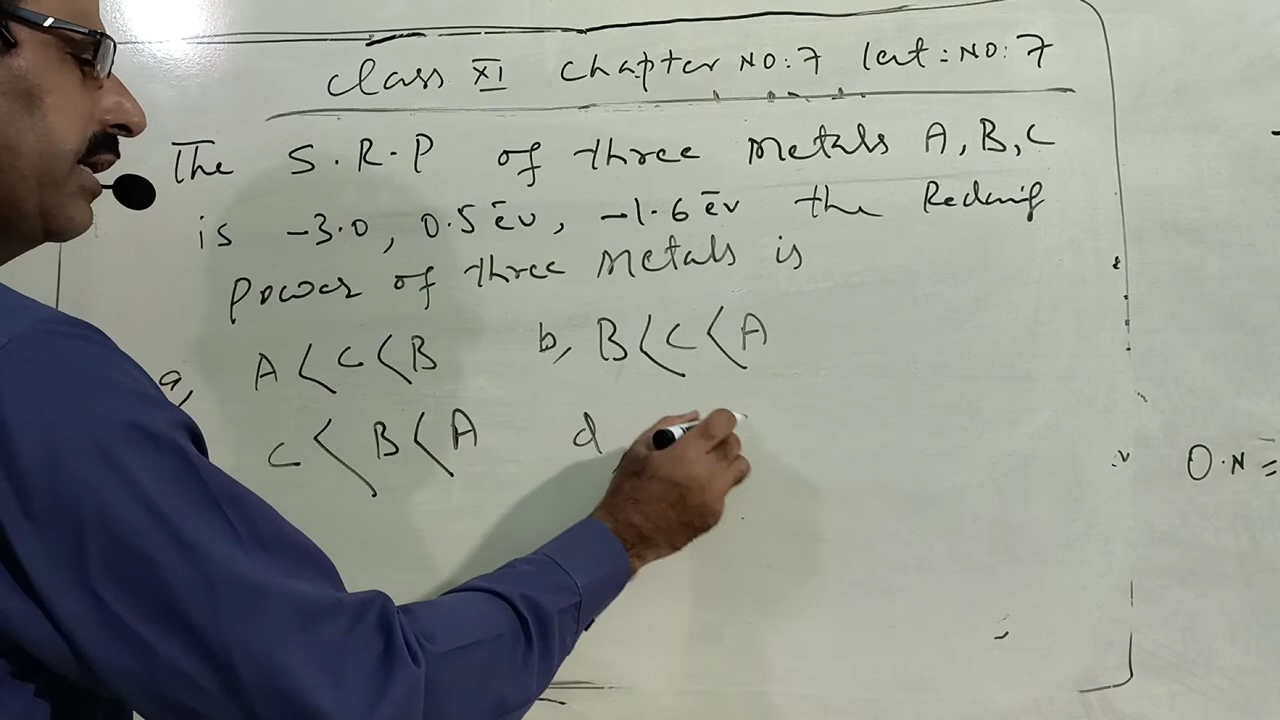 Class XI Chapter NO:7 lect:NO:7
The S.R.P of three metals A, B, C
is -3.0, 0.5 ēv, -1.6 ēv the
Power of three metals is
a, A < C < B b, B < C < A
C < B < A d
O.N =